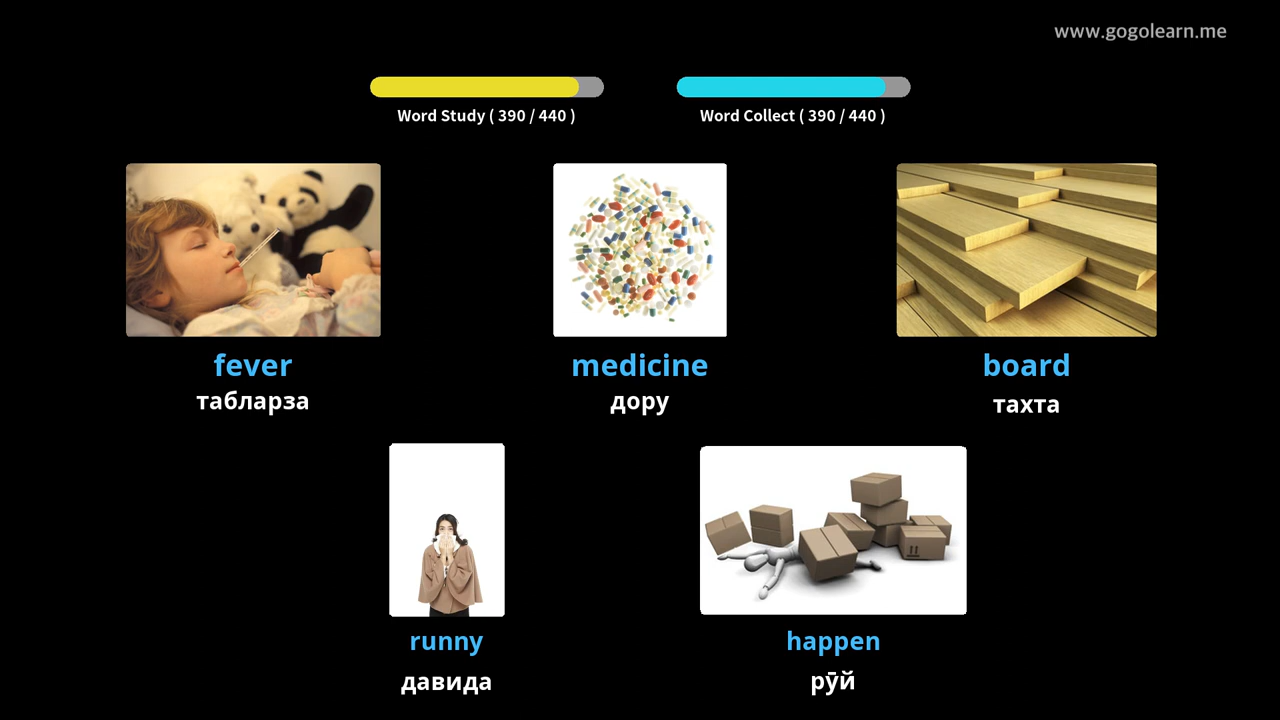 www.gogolearn.me
Word Study ( 390 / 440 )
Word Collect ( 390 / 440 )
fever
табларза
medicine
дору
board
тахта
runny
давида
happen
рӯй